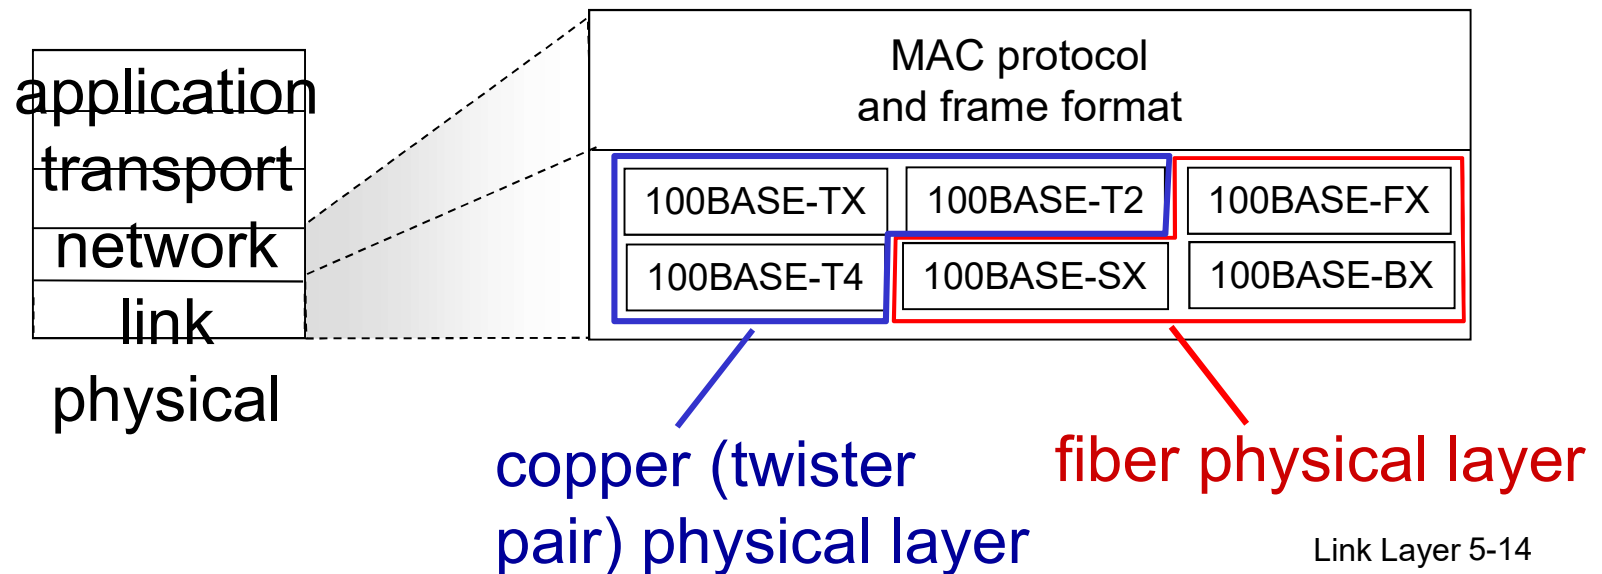 application
transport
network
link
physical
MAC protocol
and frame format
100BASE-TX
100BASE-T2
100BASE-FX
100BASE-T4
100BASE-SX
100BASE-BX
copper (twister
pair) physical layer
fiber physical layer
Link Layer 5-14